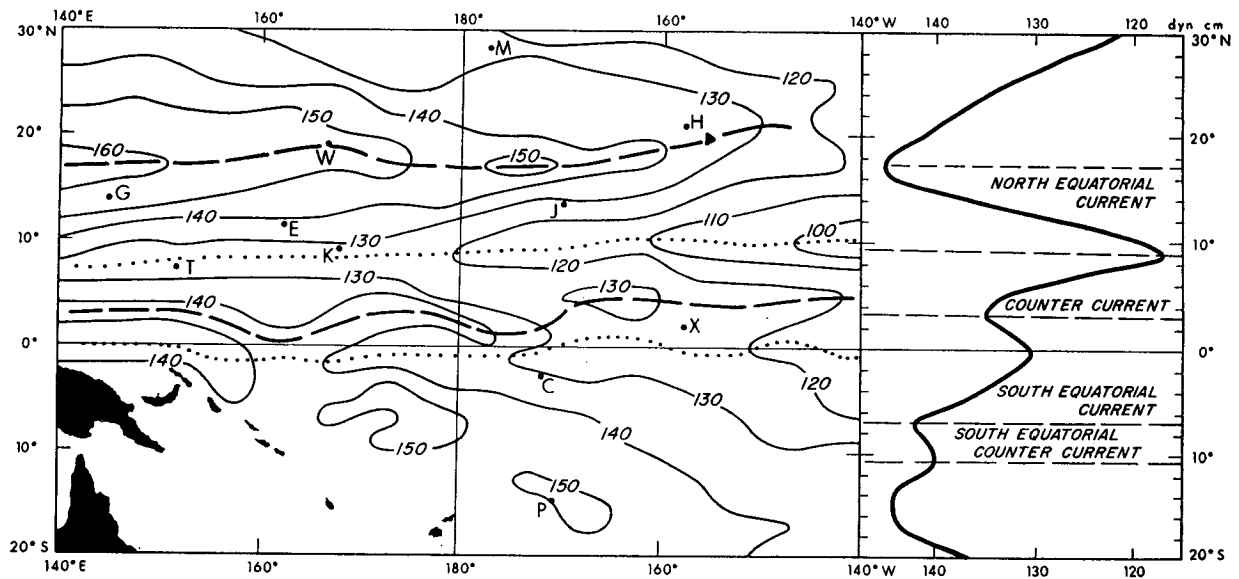 140°E 160° 180° 160° 140°W 140 130 120 dyn cm
30°N 30°N
M
120
130
140
150
H
20° 20°
160 W 150
NORTH EQUATORIAL
CURRENT
G
J
140 E 110 100
10° 10°
K 130
T 120
130 130
140 COUNTER CURRENT
X
0° 0°
140 120
C 130
SOUTH EQUATORIAL
CURRENT
140
SOUTH EQUATORIAL
COUNTER CURRENT
150
10° 10°
150
P
20°S 20°S
140°E 160° 180° 160° 140°W 140 130 120